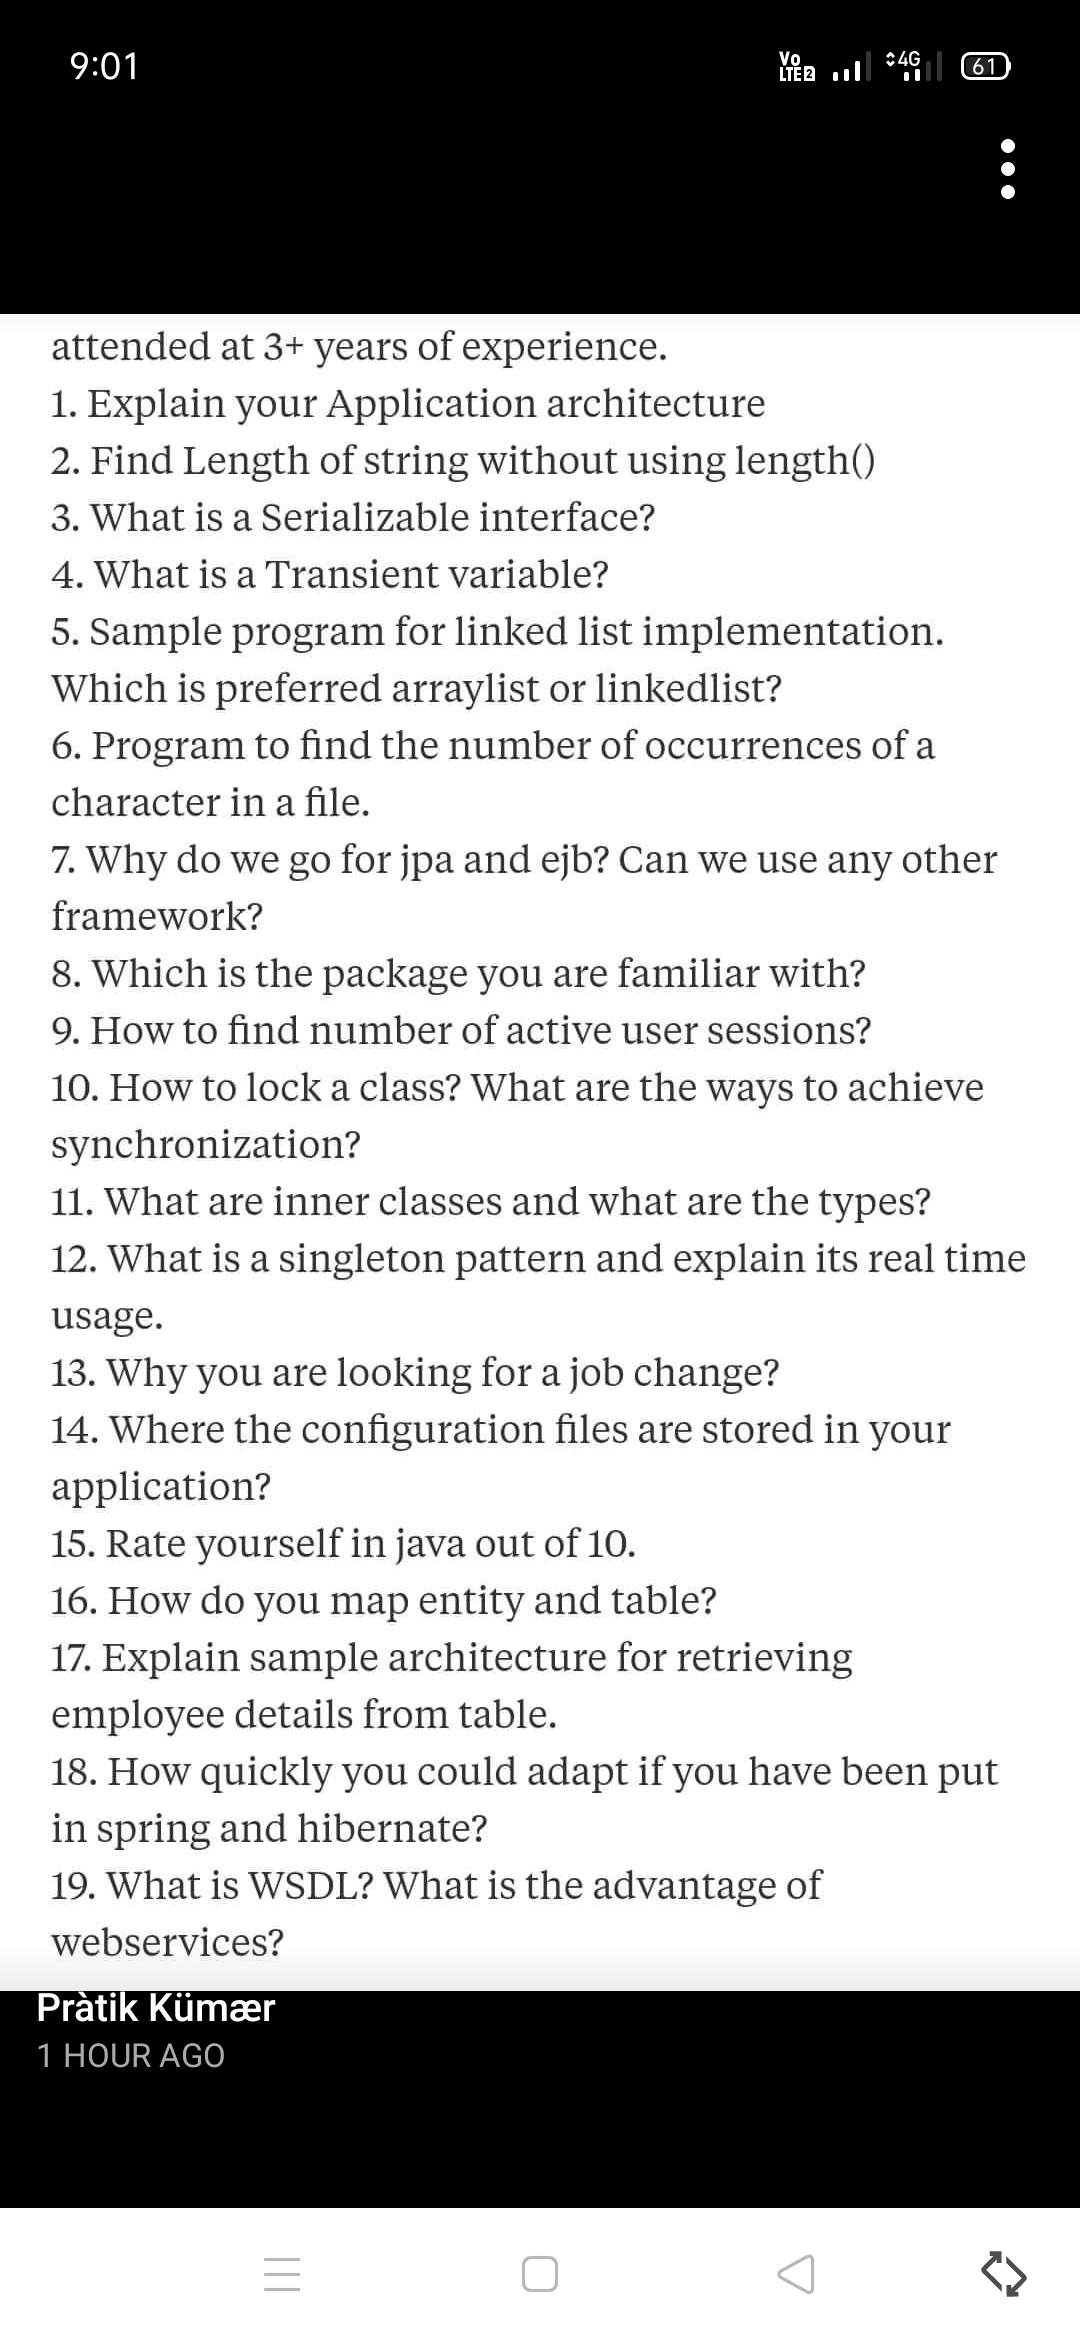 9:01
Vo
LTE 2
4G
61
attended at 3+ years of experience.
1. Explain your Application architecture
2. Find Length of string without using length()
3. What is a Serializable interface?
4. What is a Transient variable?
5. Sample program for linked list implementation.
Which is preferred arraylist or linkedlist?
6. Program to find the number of occurrences of a
character in a file.
7. Why do we go for jpa and ejb? Can we use any other
framework?
8. Which is the package you are familiar with?
9. How to find number of active user sessions?
10. How to lock a class? What are the ways to achieve
synchronization?
11. What are inner classes and what are the types?
12. What is a singleton pattern and explain its real time
usage.
13. Why you are looking for a job change?
14. Where the configuration files are stored in your
application?
15. Rate yourself in java out of 10.
16. How do you map entity and table?
17. Explain sample architecture for retrieving
employee details from table.
18. How quickly you could adapt if you have been put
in spring and hibernate?
19. What is WSDL? What is the advantage of
webservices?
Pràtik Kümær
1 HOUR AGO